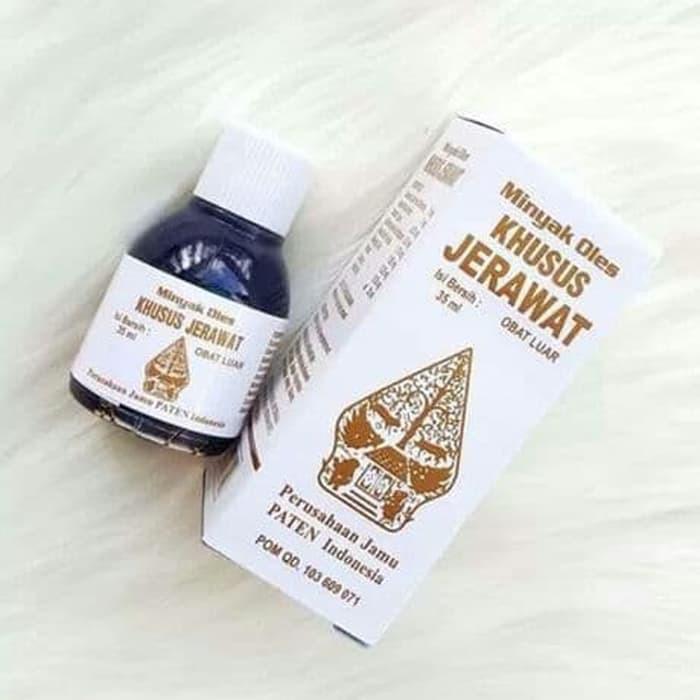 Minyak Oles
KHUSUS JERAWAT
Isi Bersih :
35 ml
OBAT LUAR
Perusahaan Jamu PATEN Indonesia
Minyak Oles
KHUSUS
JERAWAT
Isi Bersih :
35 ml
OBAT LUAR
Perusahaan Jamu
PATEN Indonesia
POM QD. 103 609 071